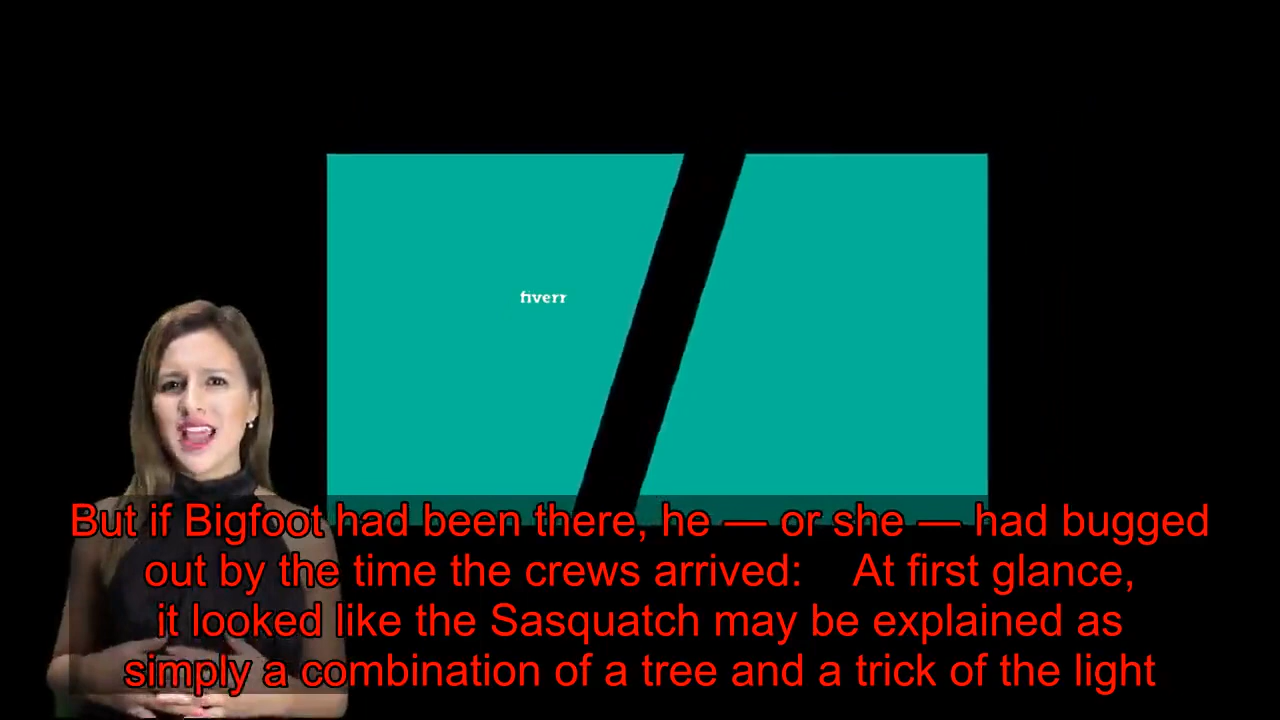 fiverr
But if Bigfoot had been there, he — or she — had bugged
out by the time the crews arrived: At first glance,
it looked like the Sasquatch may be explained as
simply a combination of a tree and a trick of the light